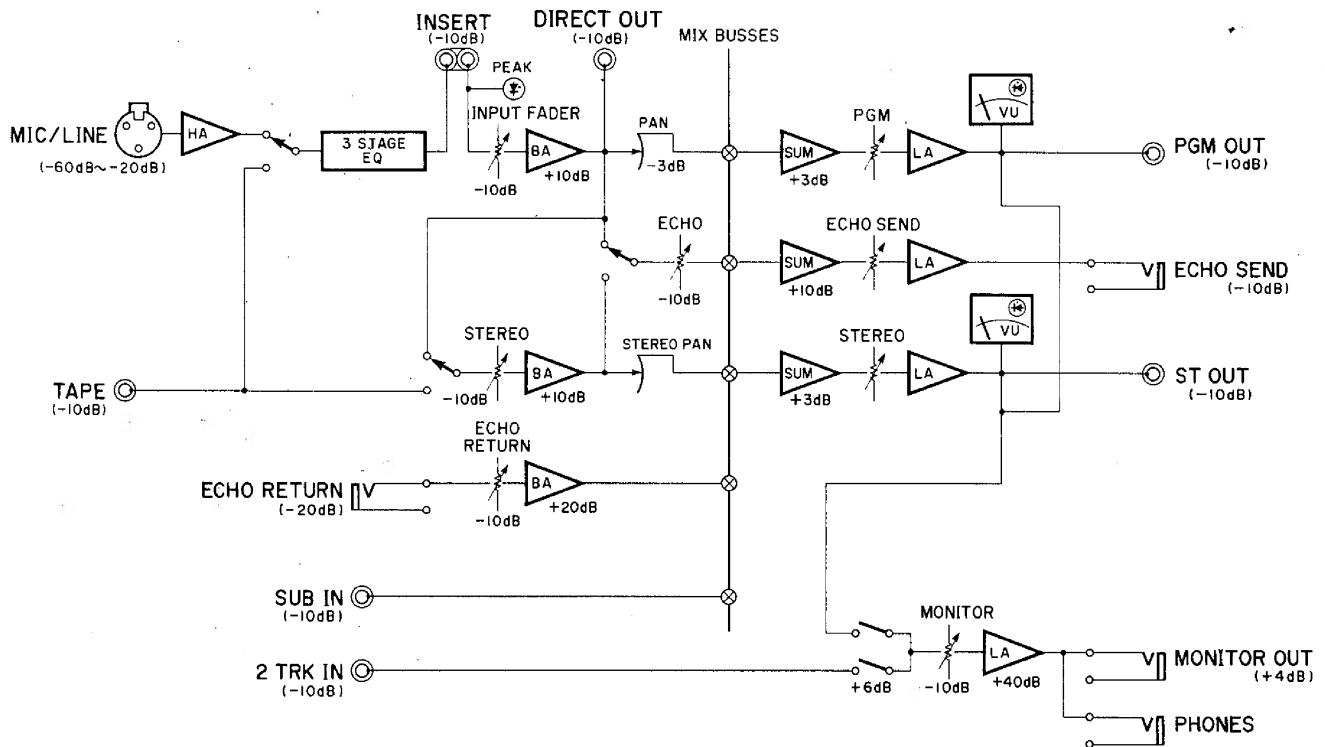 INSERT
(-10dB)
DIRECT OUT
(-10dB)
MIX BUSSES
PEAK
INPUT FADER
PAN
PGM
VU
MIC/LINE
(-60dB~-20dB)
HA
3 STAGE
EQ
BA
-10dB
+10dB
-3dB
SUM
+3dB
LA
PGM OUT
(-10dB)
ECHO
-10dB
ECHO SEND
SUM
+10dB
LA
ECHO SEND
(-10dB)
VU
STEREO
BA
-10dB
+10dB
STEREO PAN
STEREO
SUM
+3dB
LA
ST OUT
(-10dB)
TAPE
(-10dB)
ECHO
RETURN
ECHO RETURN
(-20dB)
BA
-10dB
+20dB
SUB IN
(-10dB)
2 TRK IN
(-10dB)
+6dB
MONITOR
-10dB
LA
+40dB
MONITOR OUT
(+4dB)
PHONES